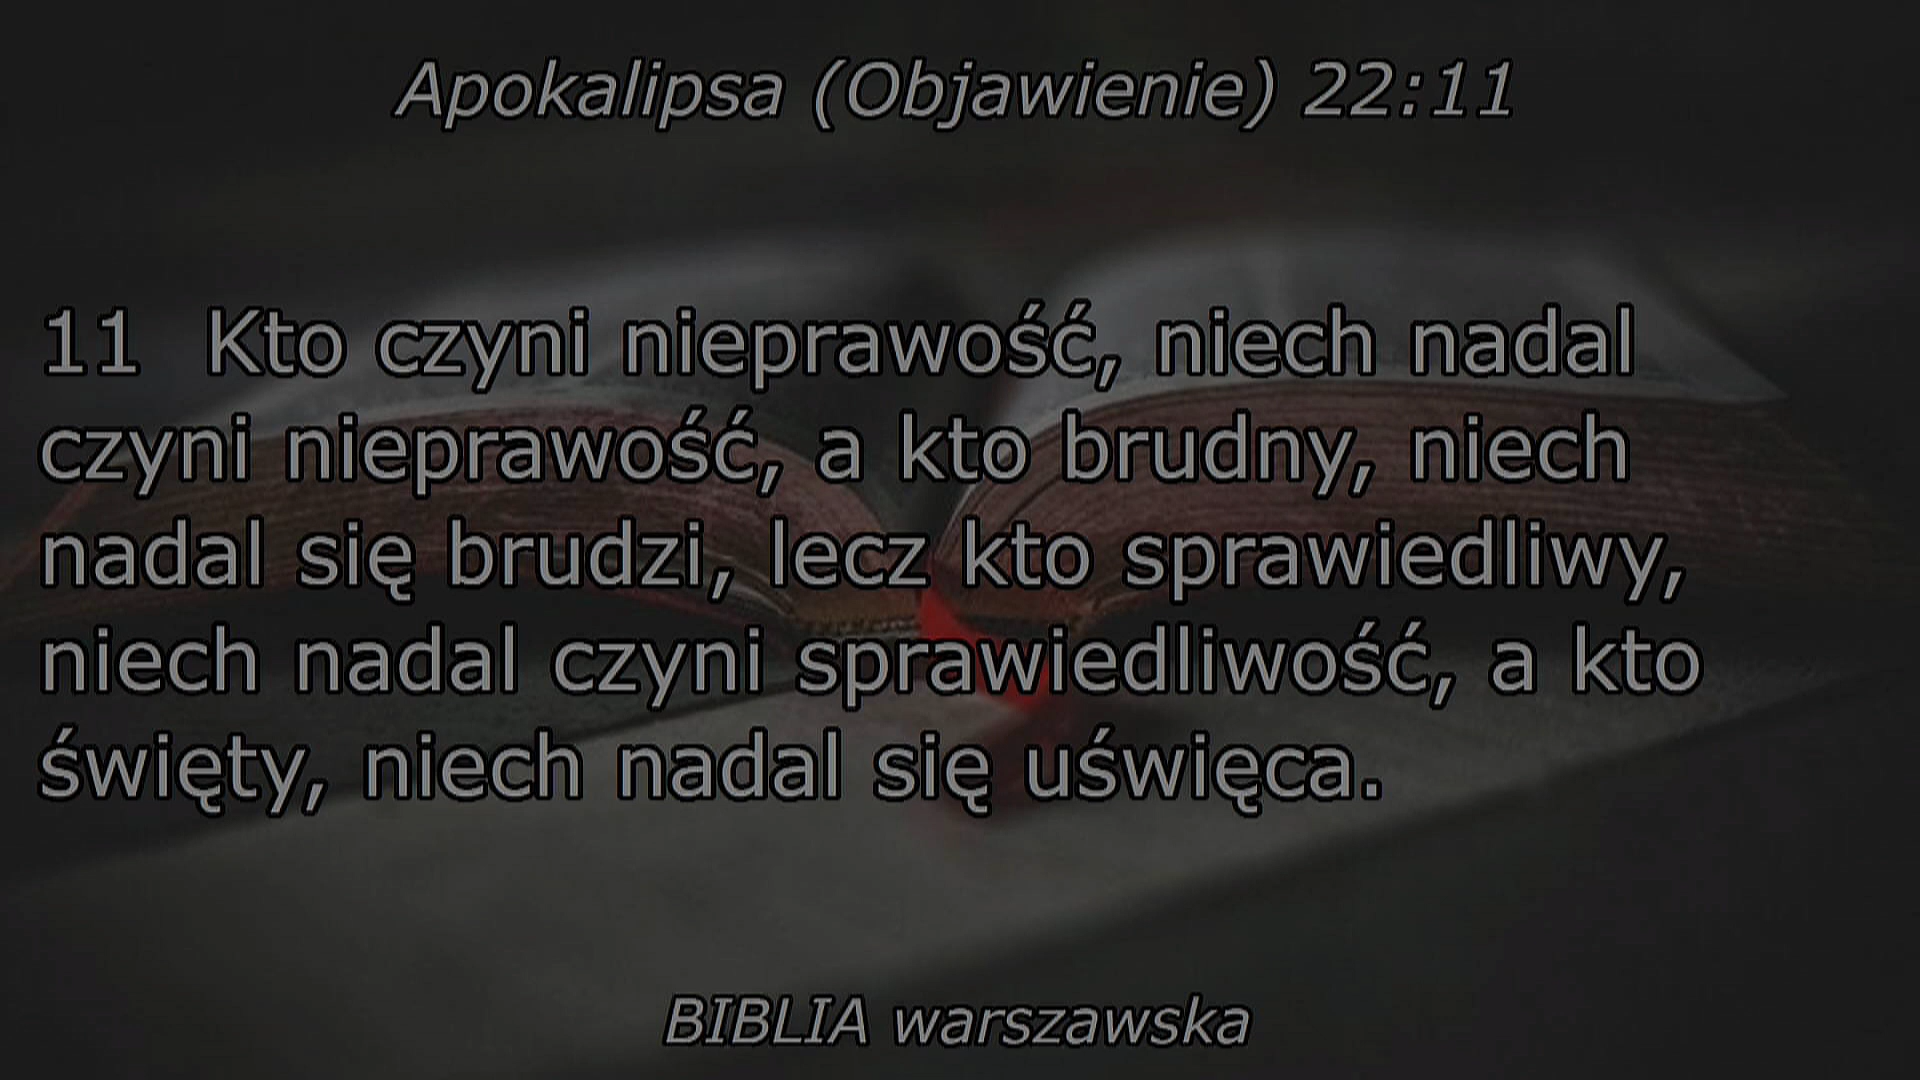 Apokalipsa (Objawienie) 22:11
11 Kto czyni nieprawość, niech nadal
czyni nieprawość, a kto brudny, niech
nadal się brudzi, lecz kto sprawiedliwy,
niech nadal czyni sprawiedliwość, a kto
święty, niech nadal się uświęca.
BIBLIA warszawska